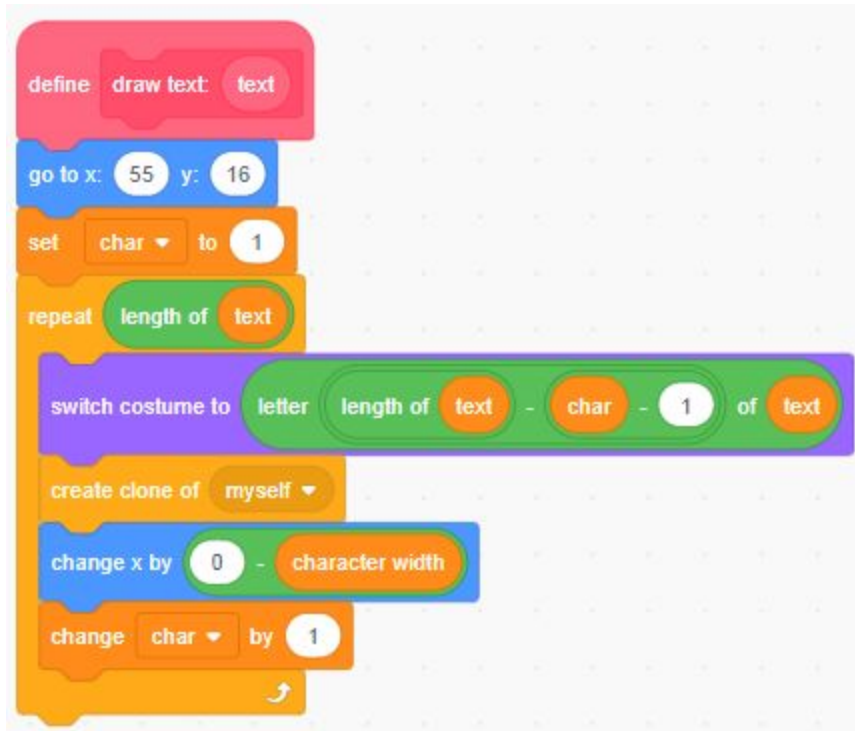 define draw text: text
go to x: 55 y: 16
set char to 1
repeat length of text
switch costume to letter length of text - char - 1 of text
create clone of myself
change x by 0 - character width
change char by 1